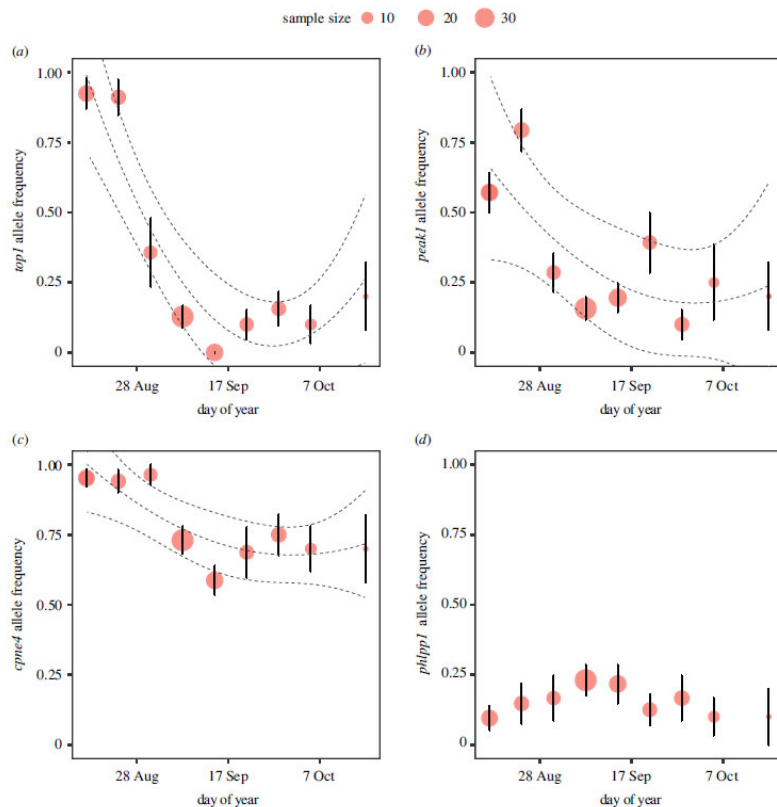 sample size 10 20 30
(a)
1.00
0.75
0.50
0.25
0
top1 allele frequency
28 Aug 17 Sep 7 Oct
day of year
(b)
1.00
0.75
0.50
0.25
0
peak1 allele frequency
28 Aug 17 Sep 7 Oct
day of year
(c)
1.00
0.75
0.50
0.25
0
cpne4 allele frequency
28 Aug 17 Sep 7 Oct
day of year
(d)
1.00
0.75
0.50
0.25
0
phlpp1 allele frequency
28 Aug 17 Sep 7 Oct
day of year